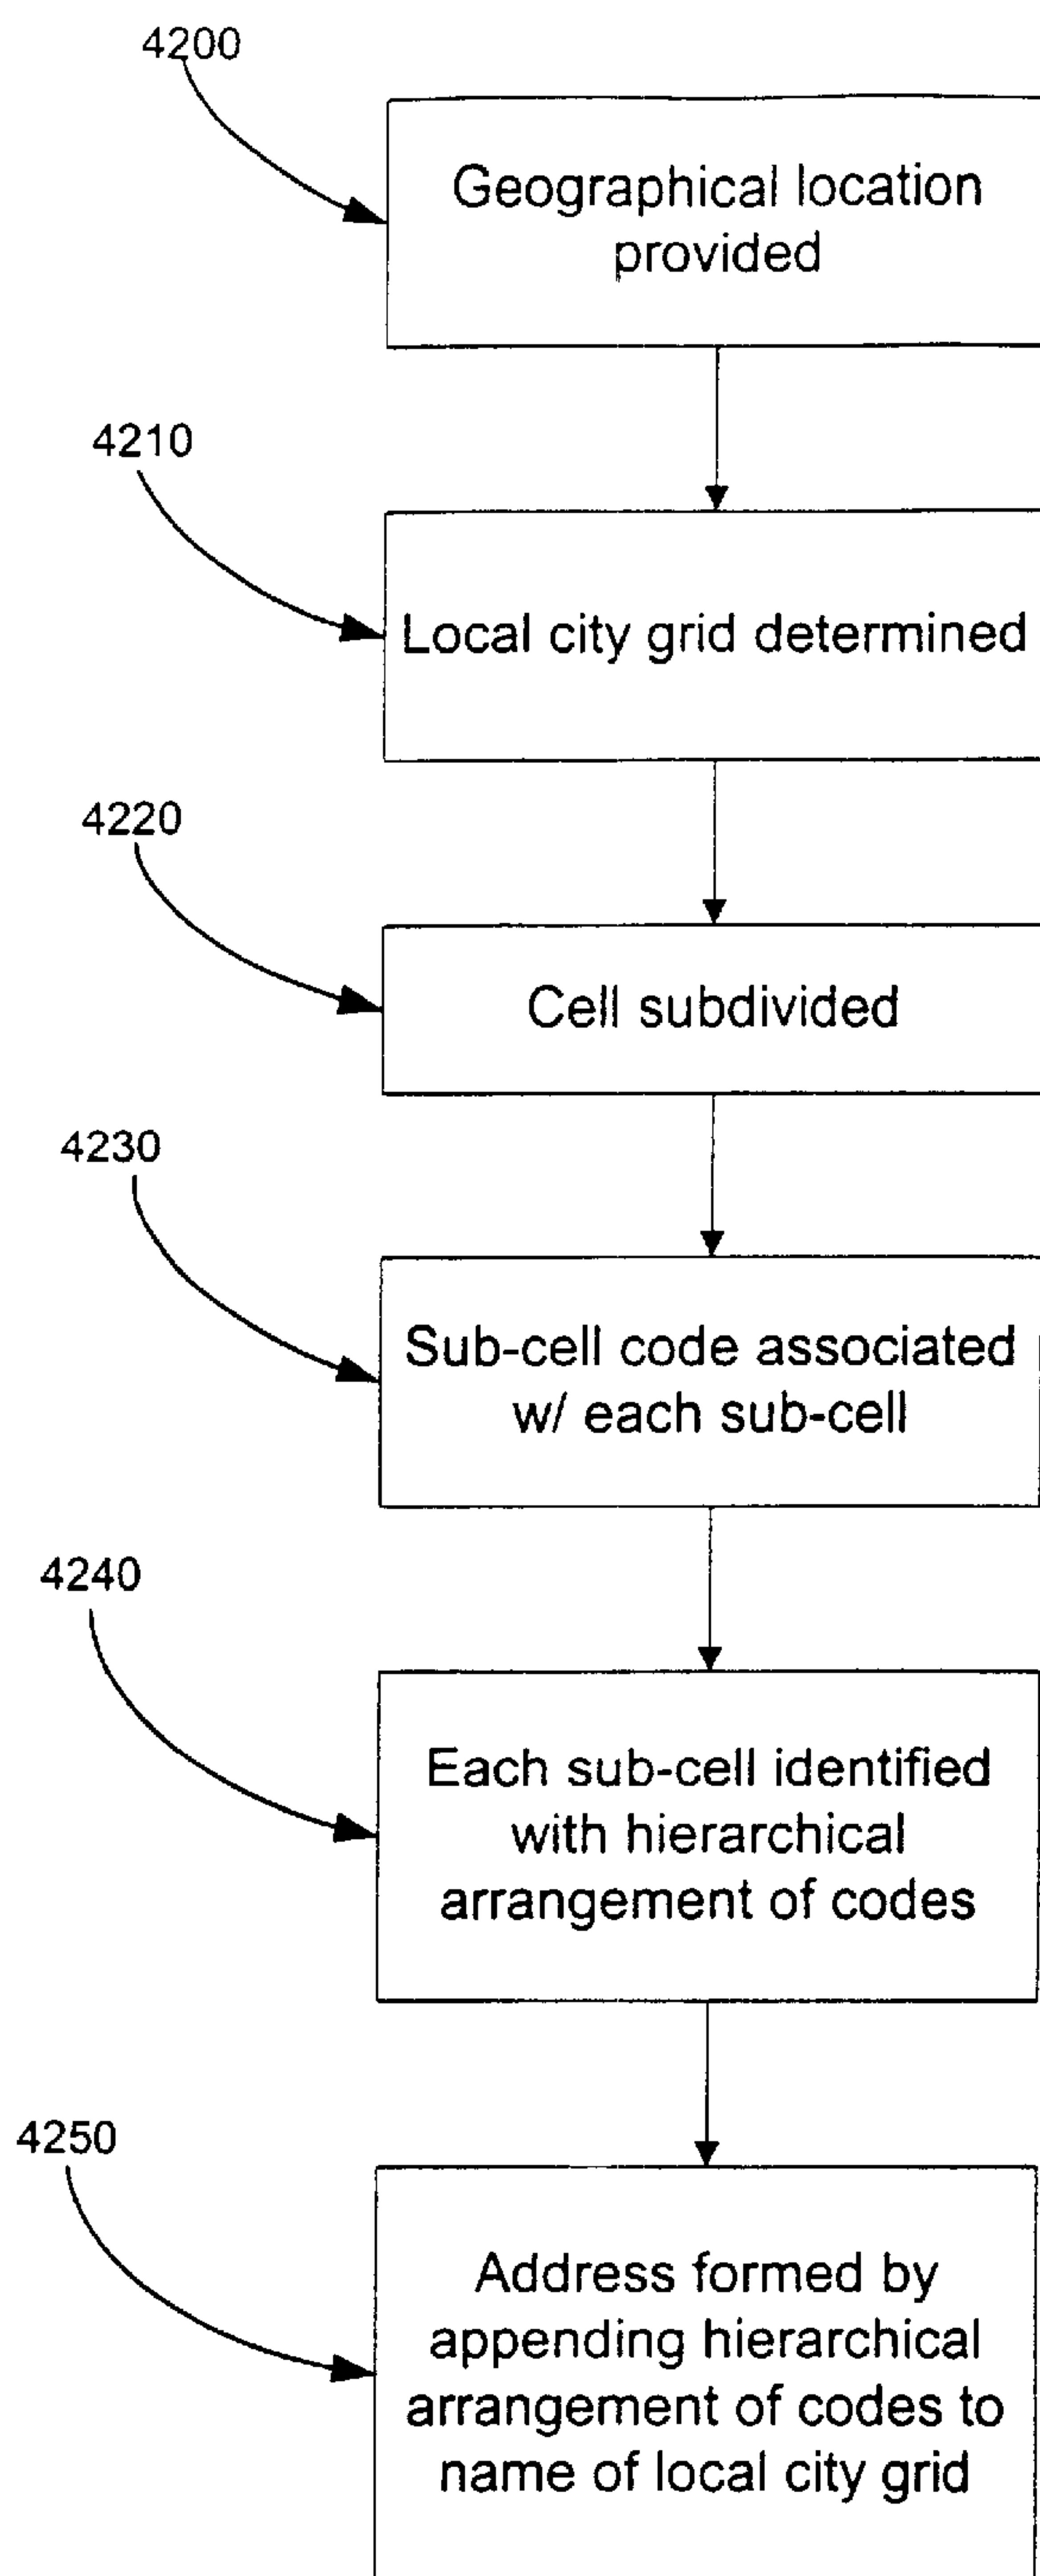 4200
Geographical location
provided
4210
Local city grid determined
4220
Cell subdivided
4230
Sub-cell code associated
w/ each sub-cell
4240
Each sub-cell identified
with hierarchical
arrangement of codes
4250
Address formed by
appending hierarchical
arrangement of codes to
name of local city grid